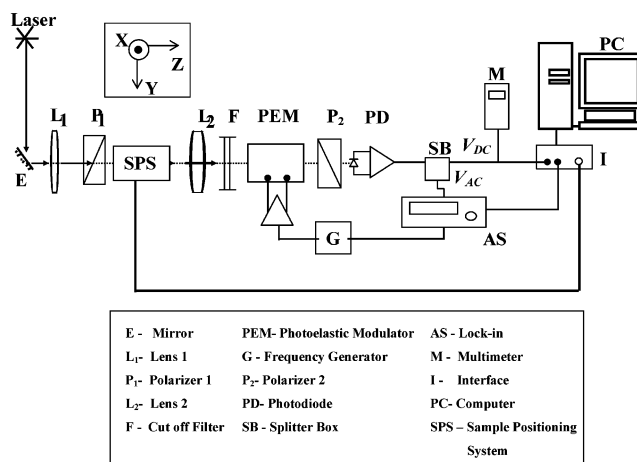 Laser
X
Z
Y
L1
P1
L2
F
PEM
P2
PD
M
PC
E
SPS
SB
VDC
VAC
I
G
AS
E - Mirror
PEM- Photoelastic Modulator
AS - Lock-in
L1- Lens 1
G - Frequency Generator
M - Multimeter
P1- Polarizer 1
P2- Polarizer 2
I - Interface
L2- Lens 2
PD- Photodiode
PC- Computer
F - Cut off Filter
SB - Splitter Box
SPS – Sample Positioning
System